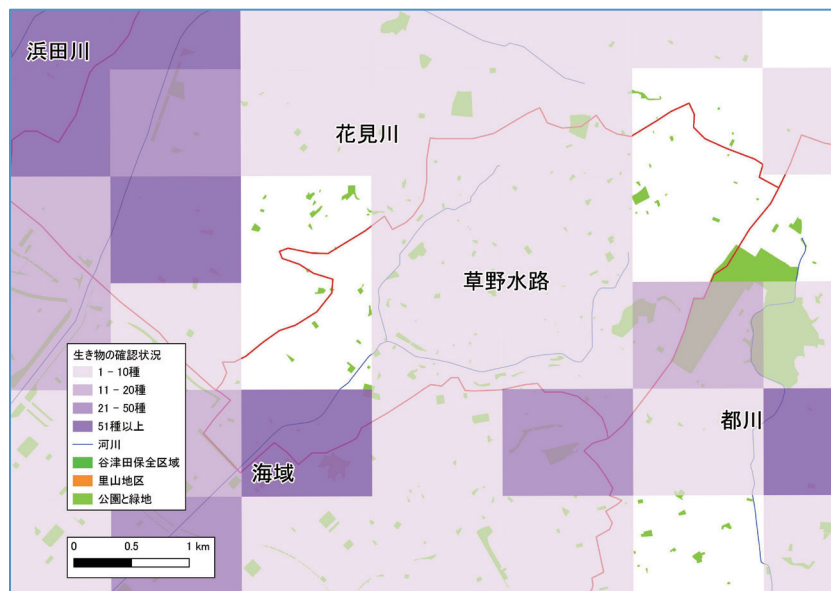 浜田川
花見川
草野水路
都川
海域
生き物の確認状況
1 - 10種
11 - 20種
21 - 50種
51種以上
河川
谷津田保全区域
里山地区
公園と緑地
0 0.5 1 km